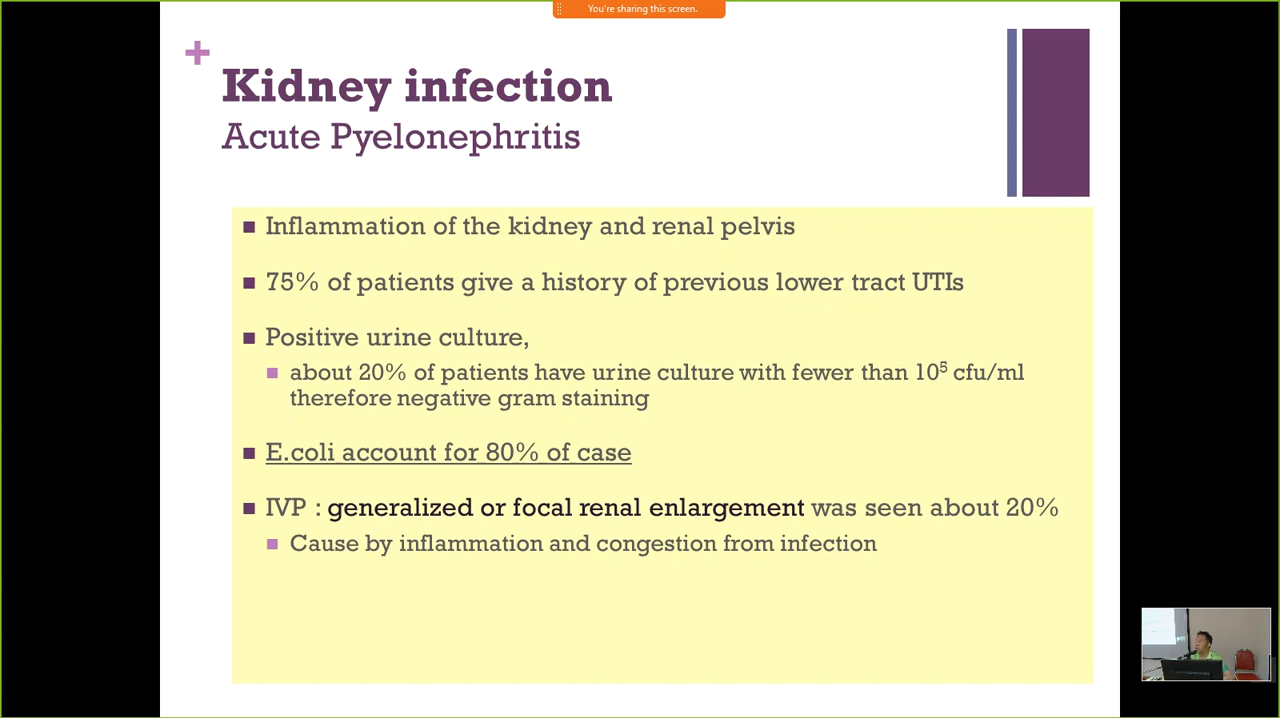 You're sharing this screen.
+
Kidney infection
Acute Pyelonephritis
Inflammation of the kidney and renal pelvis
75% of patients give a history of previous lower tract UTIs
Positive urine culture,
about 20% of patients have urine culture with fewer than 10⁵ cfu/ml
therefore negative gram staining
E.coli account for 80% of case
IVP : generalized or focal renal enlargement was seen about 20%
Cause by inflammation and congestion from infection